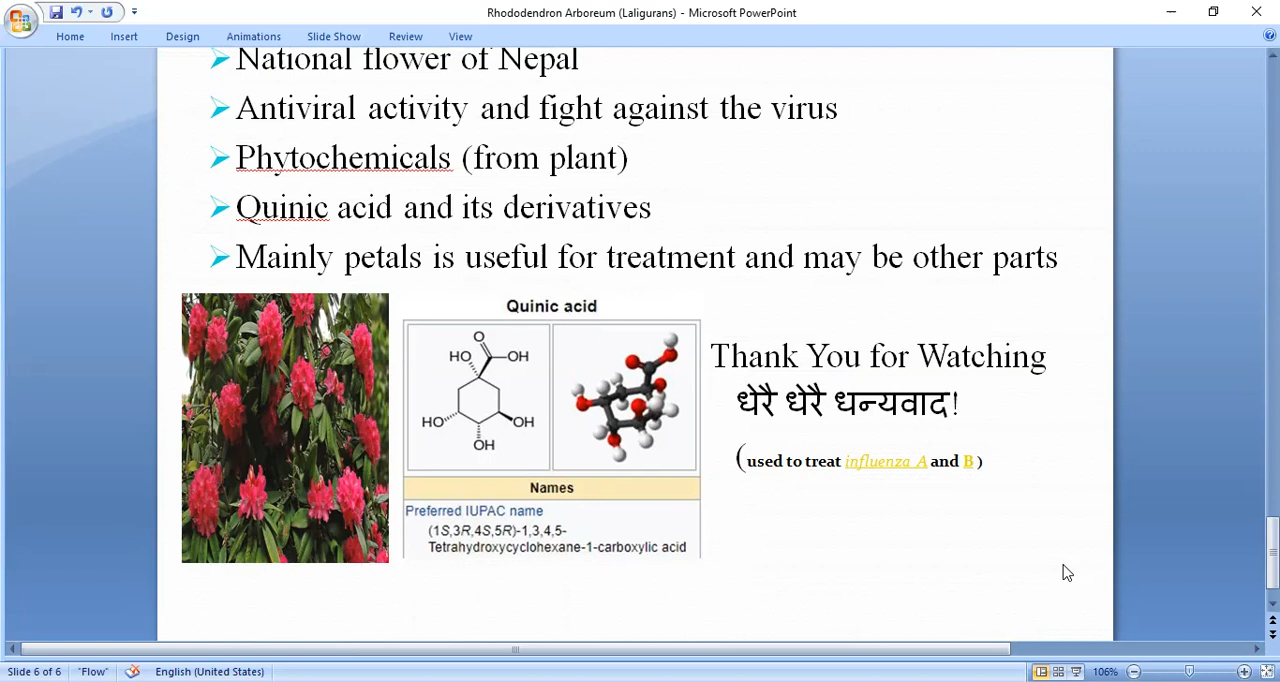 Rhododendron Arboreum (Laligurans) - Microsoft PowerPoint
Home Insert Design Animations Slide Show Review View
National flower of Nepal
Antiviral activity and fight against the virus
Phytochemicals (from plant)
Quinic acid and its derivatives
Mainly petals is useful for treatment and may be other parts
Quinic acid
O
HO OH
HO OH
OH
Names
Preferred IUPAC name
(1S,3R,4S,5R)-1,3,4,5-
Tetrahydroxycyclohexane-1-carboxylic acid
Thank You for Watching
धेरै धेरै धन्यवाद!
(used to treat influenza A and B )
Slide 6 of 6 "Flow" English (United States) 106%